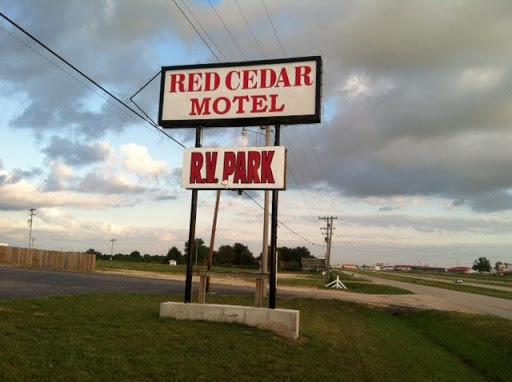 RED CEDAR
MOTEL
R.V. PARK